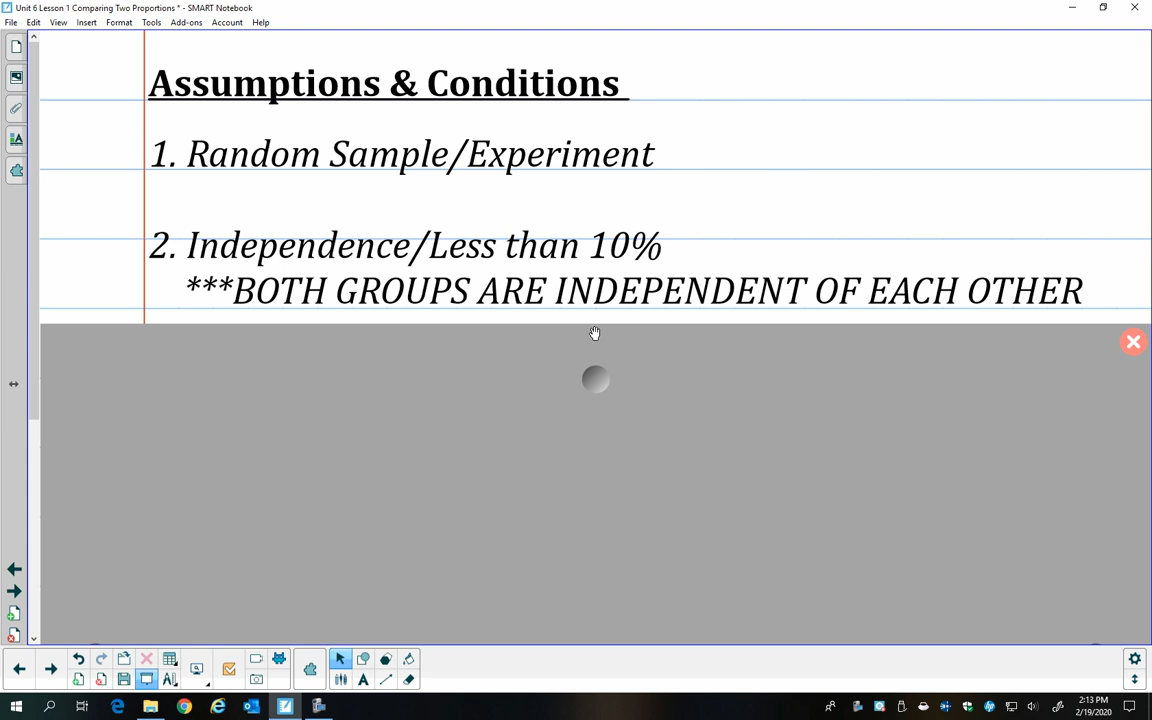 Unit 6 Lesson 1 Comparing Two Proportions * - SMART Notebook
File Edit View Insert Format Tools Add-ons Account Help
Assumptions & Conditions
1. Random Sample/Experiment
2. Independence/Less than 10%
***BOTH GROUPS ARE INDEPENDENT OF EACH OTHER
2:13 PM
2/19/2020